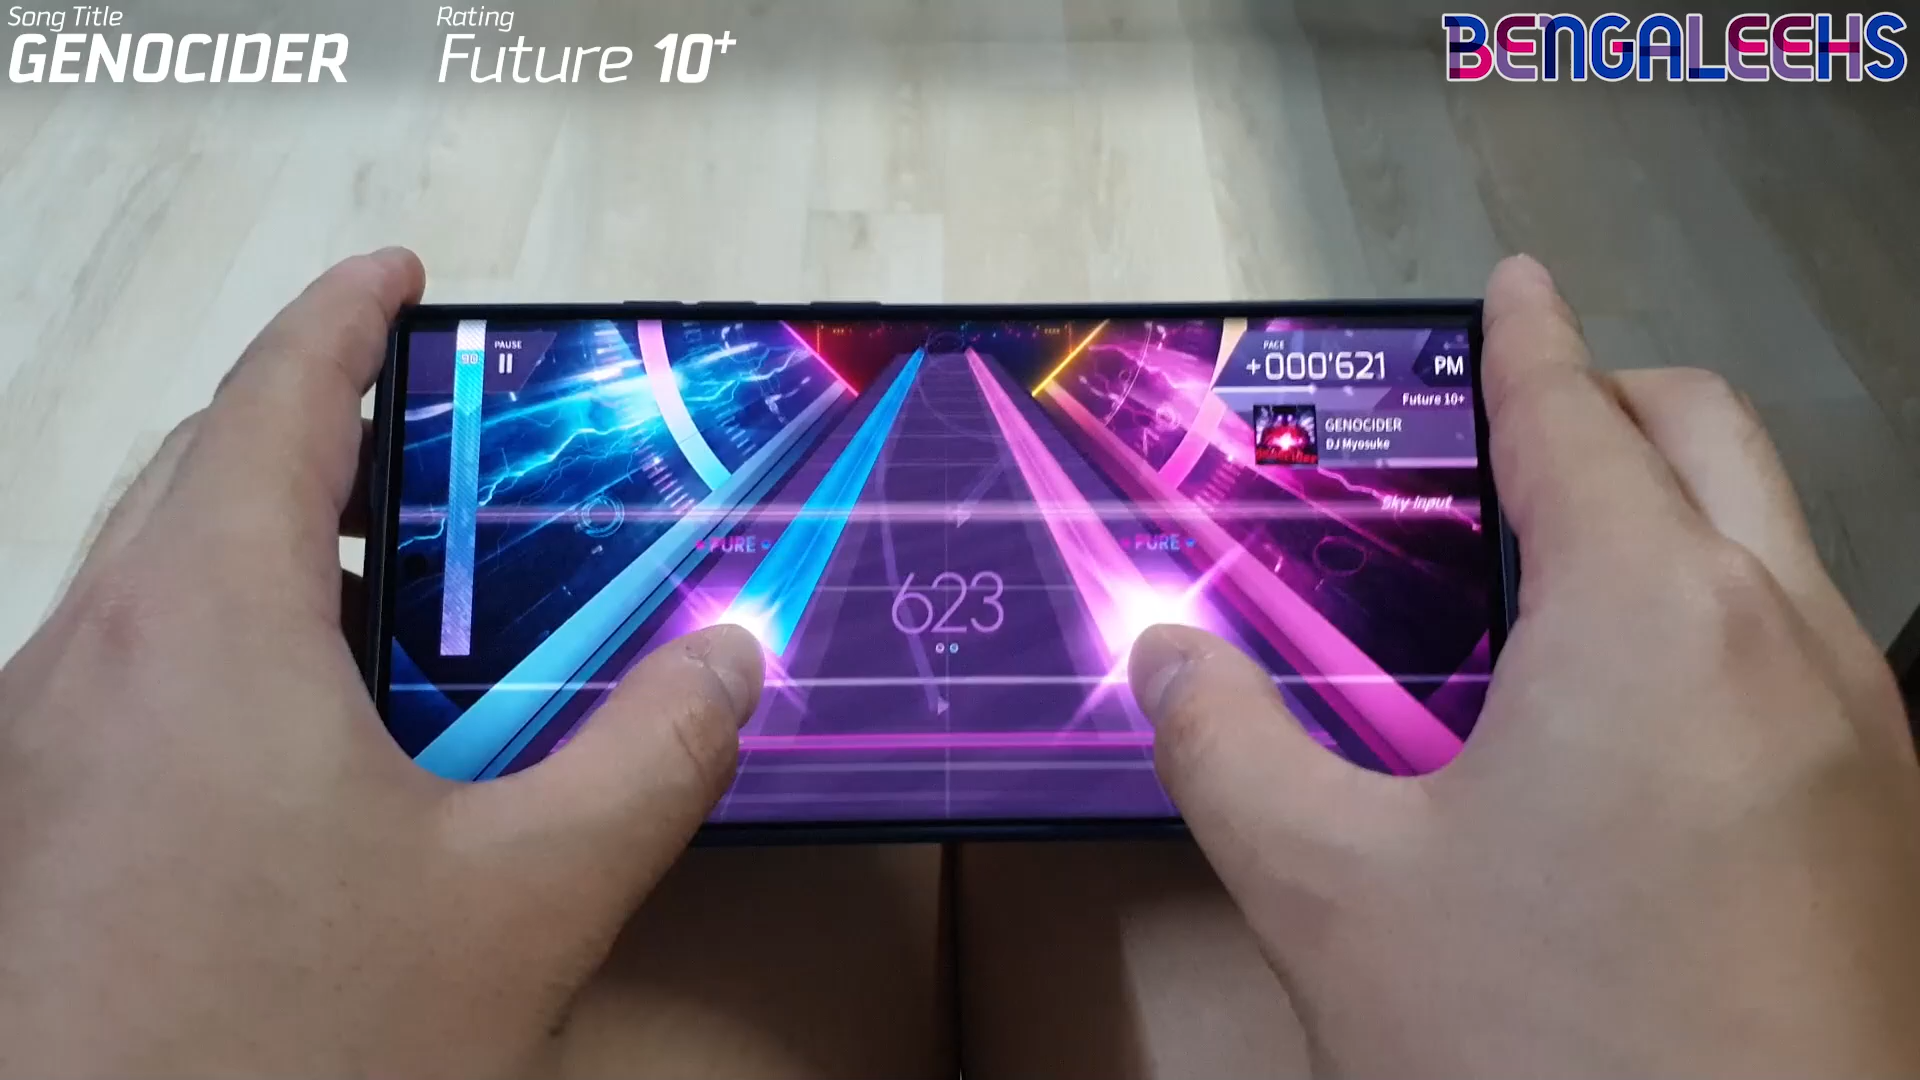 Song Title
GENOCIDER
Rating
Future 10+
BENGALEEHS
90
PAUSE
PACE
+000'621
PM
Future 10+
GENOCIDER
DJ Myosuke
Sky Input
PURE
PURE
623